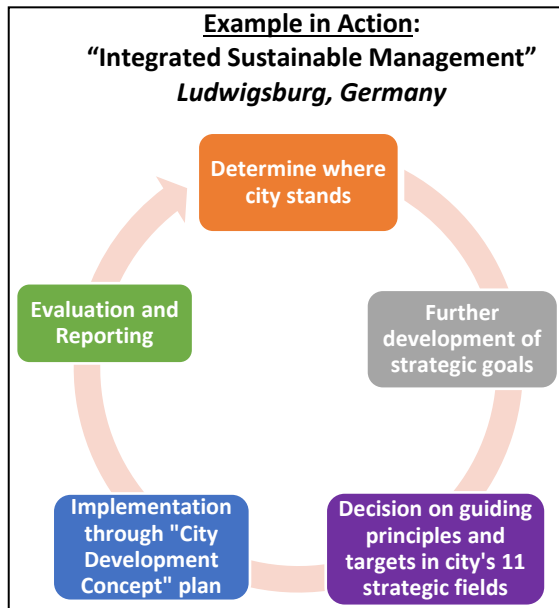 Example in Action:
“Integrated Sustainable Management”
Ludwigsburg, Germany
Determine where
city stands
Further
development of
strategic goals
Decision on guiding
principles and
targets in city's 11
strategic fields
Implementation
through "City
Development
Concept" plan
Evaluation and
Reporting